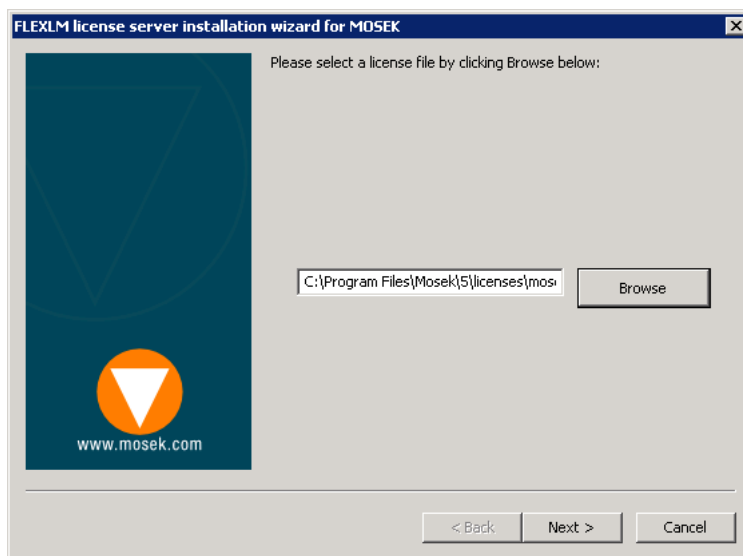 FLEXLM license server installation wizard for MOSEK
Please select a license file by clicking Browse below:
C:\Program Files\Mosek\5\licenses\mos
Browse
www.mosek.com
< Back
Next >
Cancel